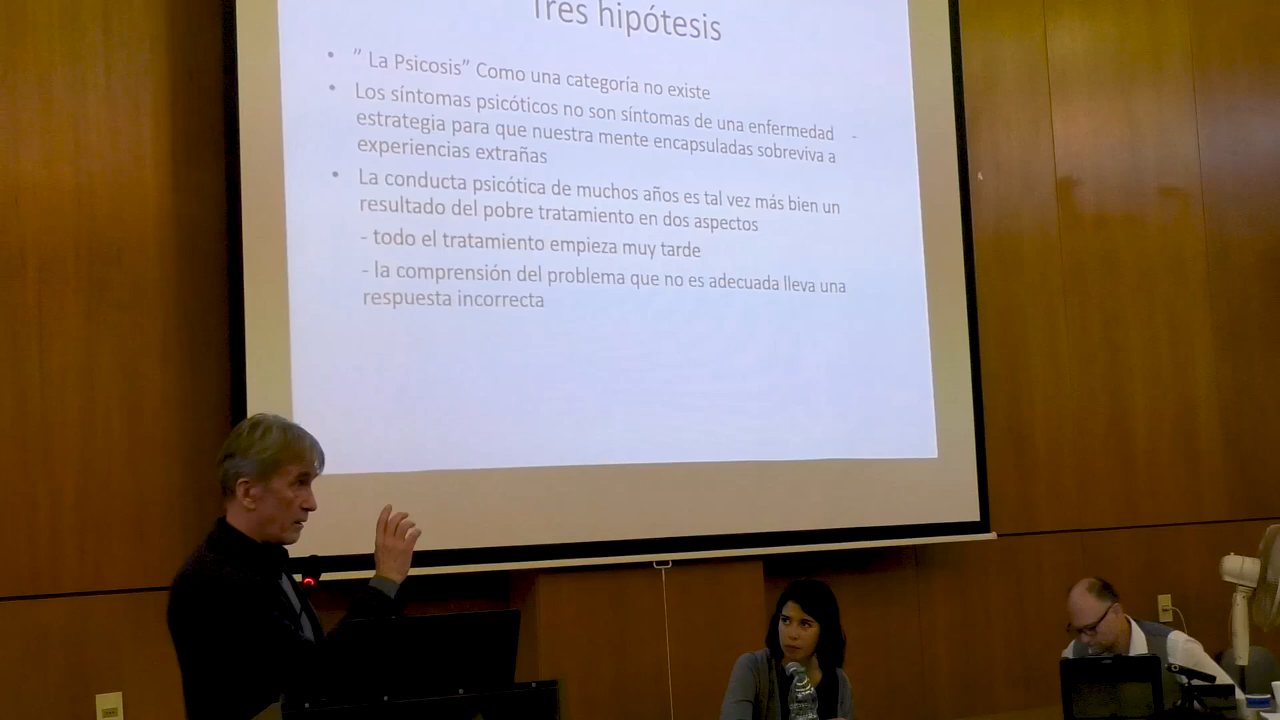 Tres hipótesis
• ” La Psicosis” Como una categoría no existe
• Los síntomas psicóticos no son síntomas de una enfermedad -
estrategia para que nuestra mente encapsuladas sobreviva a
experiencias extrañas
• La conducta psicótica de muchos años es tal vez más bien un
resultado del pobre tratamiento en dos aspectos
- todo el tratamiento empieza muy tarde
- la comprensión del problema que no es adecuada lleva una
respuesta incorrecta